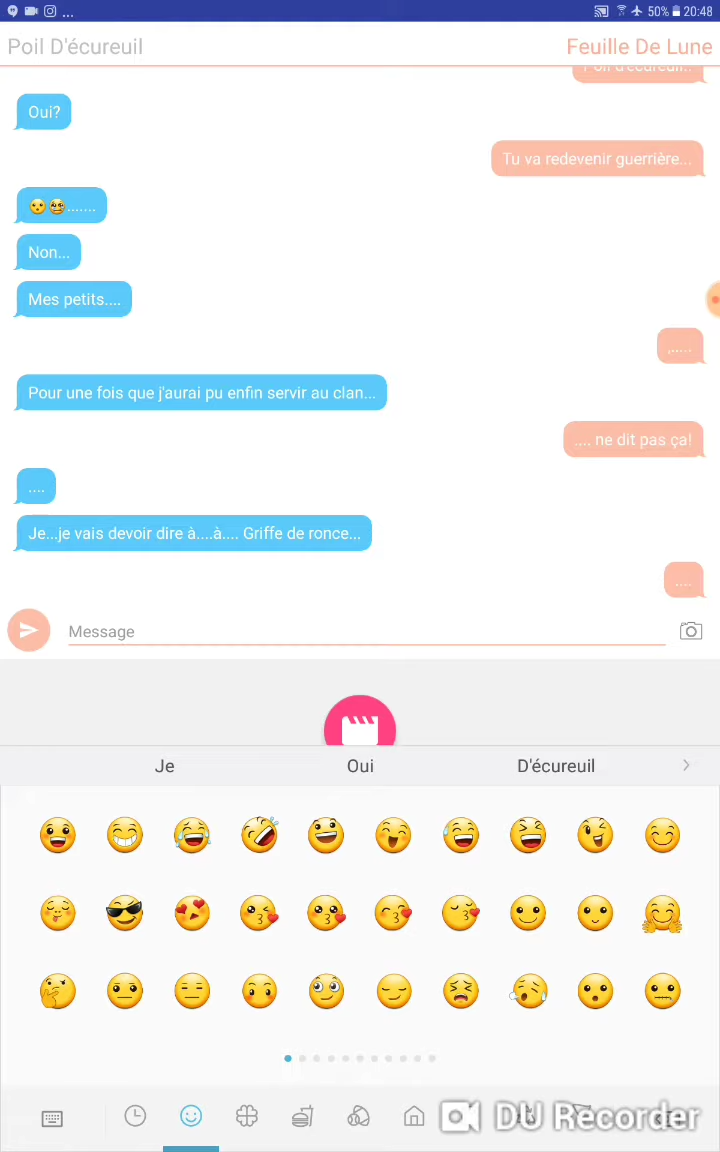 ... 50% 20:48
Poil D'écureuil Feuille De Lune
Oui?
Tu va redevenir guerrière...
😯🤓.......
Non...
Mes petits....
Pour une fois que j'aurai pu enfin servir au clan...
.... ne dit pas ça!
....
Je...je vais devoir dire à....à.... Griffe de ronce...
....
Message
Je Oui D'écureuil
DU Recorder